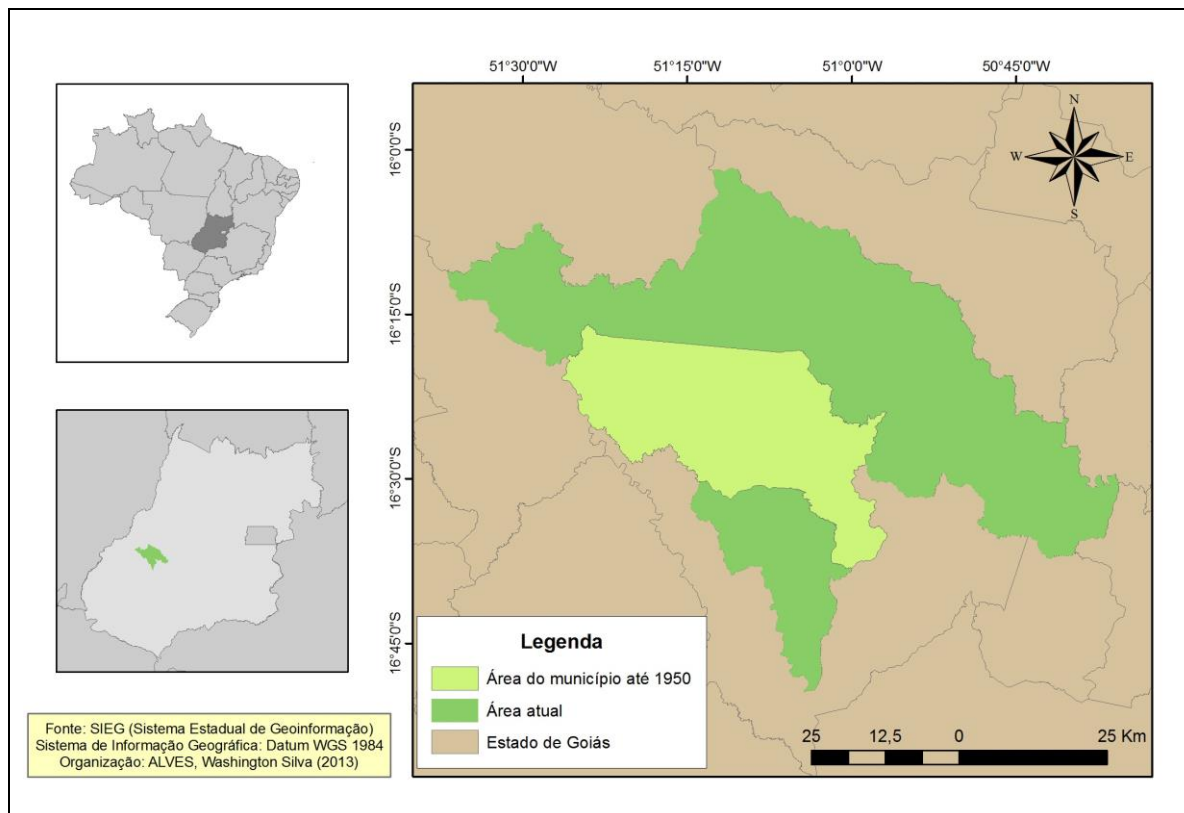 51°30'0"W 51°15'0"W 51°0'0"W 50°45'0"W
N
W E
S
16°0'0"S
16°15'0"S
16°30'0"S
16°45'0"S
Legenda
Área do município até 1950
Área atual
Estado de Goiás
25 12,5 0 25 Km
Fonte: SIEG (Sistema Estadual de Geoinformação)
Sistema de Informação Geográfica: Datum WGS 1984
Organização: ALVES, Washington Silva (2013)